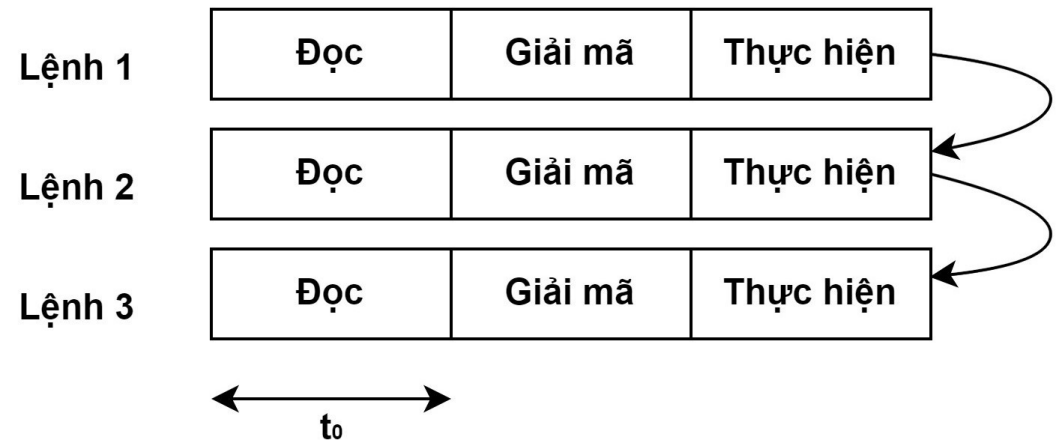 Lệnh 1 Đọc Giải mã Thực hiện
Lệnh 2 Đọc Giải mã Thực hiện
Lệnh 3 Đọc Giải mã Thực hiện
t₀